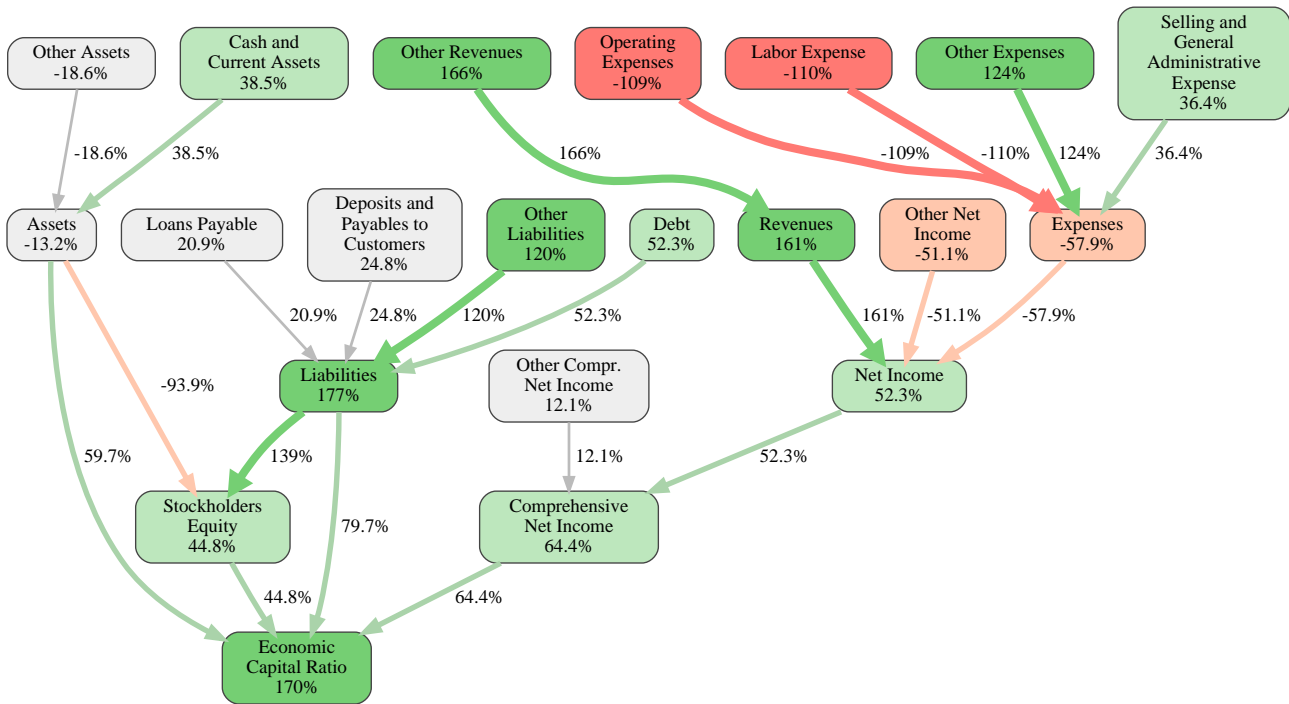 Other Assets
-18.6%
Cash and
Current Assets
38.5%
Other Revenues
166%
Operating
Expenses
-109%
Labor Expense
-110%
Other Expenses
124%
Selling and
General
Administrative
Expense
36.4%
-18.6%
38.5%
166%
-109%
-110%
124%
36.4%
Assets
-13.2%
Loans Payable
20.9%
Deposits and
Payables to
Customers
24.8%
Other
Liabilities
120%
Debt
52.3%
Revenues
161%
Other Net
Income
-51.1%
Expenses
-57.9%
20.9%
24.8%
120%
52.3%
161%
-51.1%
-57.9%
-93.9%
Liabilities
177%
Other Compr.
Net Income
12.1%
Net Income
52.3%
59.7%
139%
12.1%
52.3%
Stockholders
Equity
44.8%
79.7%
Comprehensive
Net Income
64.4%
44.8%
64.4%
Economic
Capital Ratio
170%